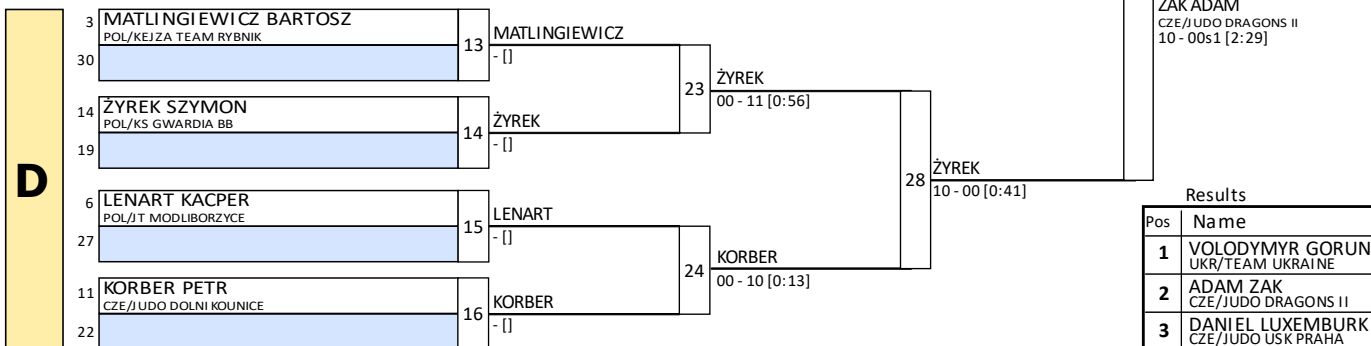 ZAK ADAM
CZE/JUDO DRAGONS II
10 - 00s1 [2:29]
D
3 MATLINGIEWICZ BARTOSZ
POL/KEJZA TEAM RYBNIK
30
13
MATLINGIEWICZ
- []
14 ŻYREK SZYMON
POL/KS GWARDIA BB
19
14
ŻYREK
- []
23
ŻYREK
00 - 11 [0:56]
6 LENART KACPER
POL/JT MODLIBORZYCE
27
15
LENART
- []
11 KORBER PETR
CZE/JUDO DOLNI KOUNICE
22
16
KORBER
- []
24
KORBER
00 - 10 [0:13]
28
ŻYREK
10 - 00 [0:41]
Results
Pos Name
1 VOLODYMYR GORUN
UKR/TEAM UKRAINE
2 ADAM ZAK
CZE/JUDO DRAGONS II
3 DANIEL LUXEMBURK
CZE/JUDO USK PRAHA